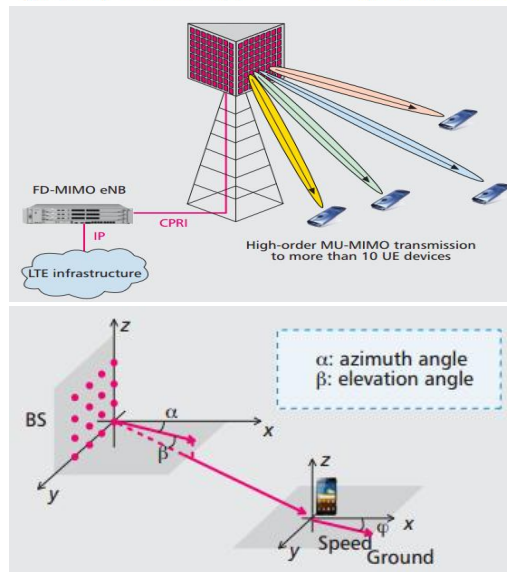 FD-MIMO eNB
CPRI
IP
LTE infrastructure
High-order MU-MIMO transmission
to more than 10 UE devices
z
α: azimuth angle
β: elevation angle
α
BS
x
β
y
z
x
φ
y
Speed
Ground